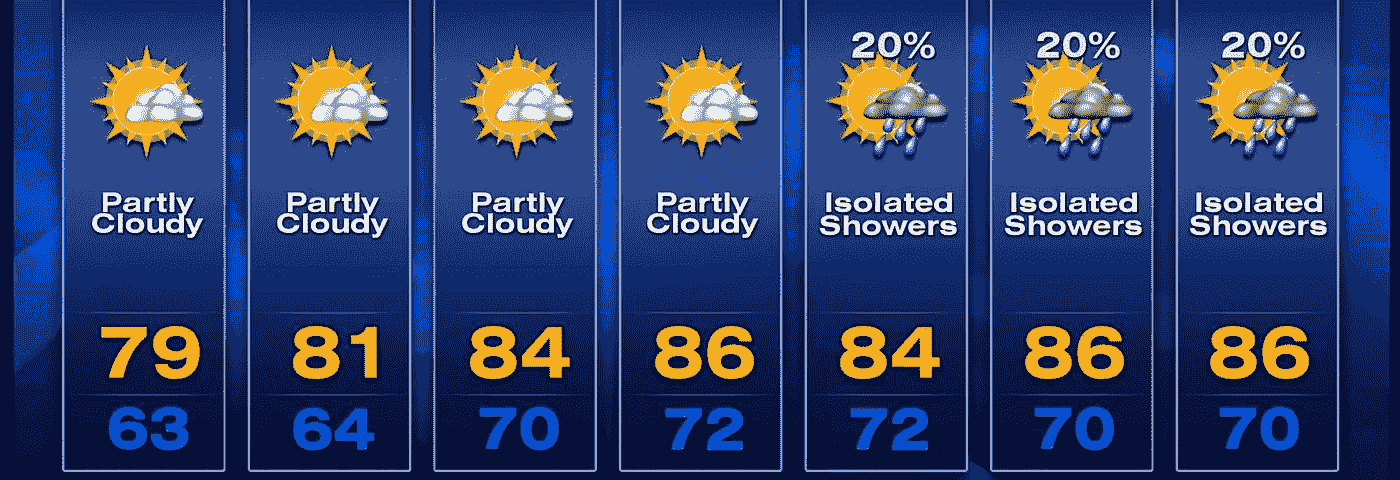 20% 20% 20%
Partly Partly Partly Partly Isolated Isolated Isolated
Cloudy Cloudy Cloudy Cloudy Showers Showers Showers
79 81 84 86 84 86 86
63 64 70 72 72 70 70